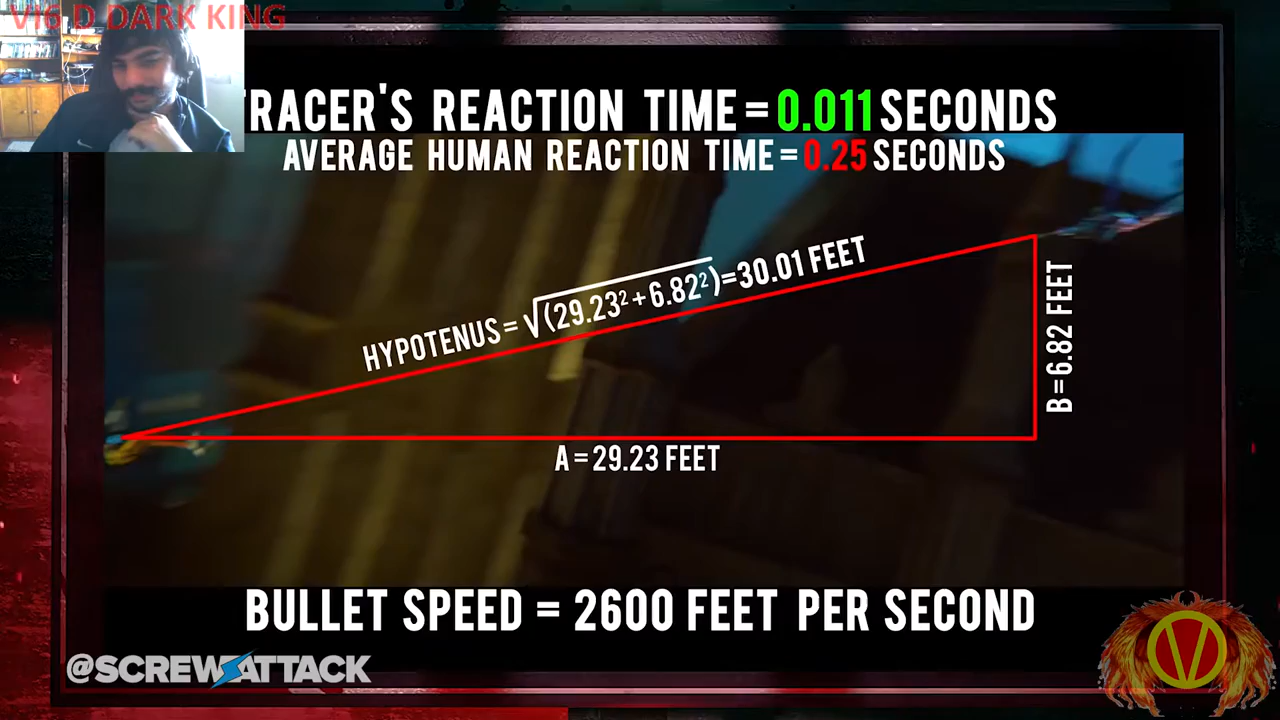 VI6 D DARK KING
TRACER'S REACTION TIME = 0.011 SECONDS
AVERAGE HUMAN REACTION TIME = 0.25 SECONDS
HYPOTENUS = √(29.23² + 6.82²) = 30.01 FEET
B = 6.82 FEET
A = 29.23 FEET
BULLET SPEED = 2600 FEET PER SECOND
@SCREWATTACK
V